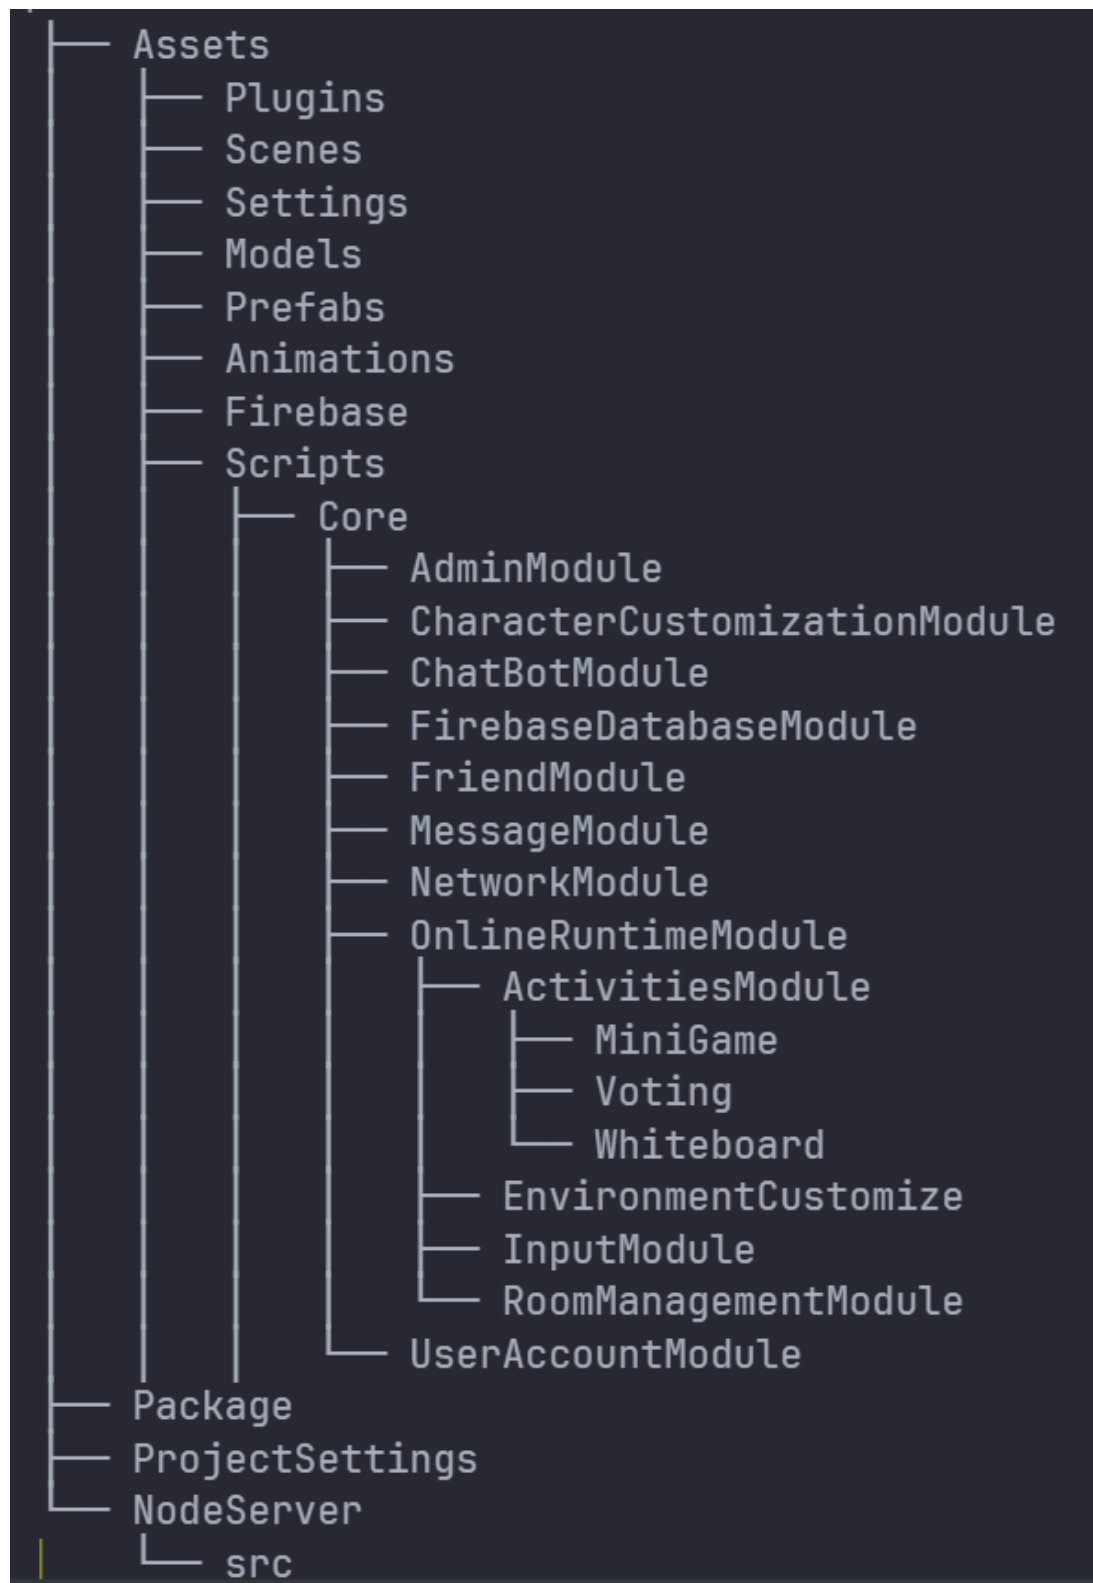 ├── Assets
│   ├── Plugins
│   ├── Scenes
│   ├── Settings
│   ├── Models
│   ├── Prefabs
│   ├── Animations
│   ├── Firebase
│   ├── Scripts
│   │   ├── Core
│   │   │   ├── AdminModule
│   │   │   ├── CharacterCustomizationModule
│   │   │   ├── ChatBotModule
│   │   │   ├── FirebaseDatabaseModule
│   │   │   ├── FriendModule
│   │   │   ├── MessageModule
│   │   │   ├── NetworkModule
│   │   │   ├── OnlineRuntimeModule
│   │   │   │   ├── ActivitiesModule
│   │   │   │   │   ├── MiniGame
│   │   │   │   │   ├── Voting
│   │   │   │   │   └── Whiteboard
│   │   │   │   ├── EnvironmentCustomize
│   │   │   │   ├── InputModule
│   │   │   │   └── RoomManagementModule
│   │   │   └── UserAccountModule
├── Package
├── ProjectSettings
└── NodeServer
    └── src